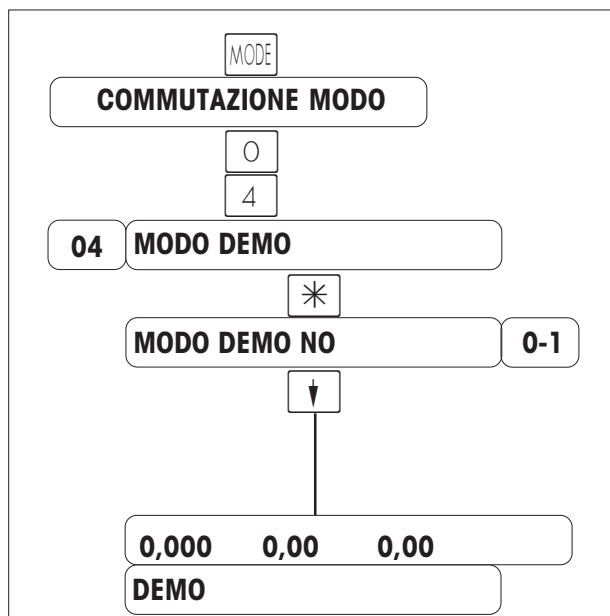 MODE
COMMUTAZIONE MODO
0
4
04 MODO DEMO
*
MODO DEMO NO 0-1
0,000 0,00 0,00
DEMO